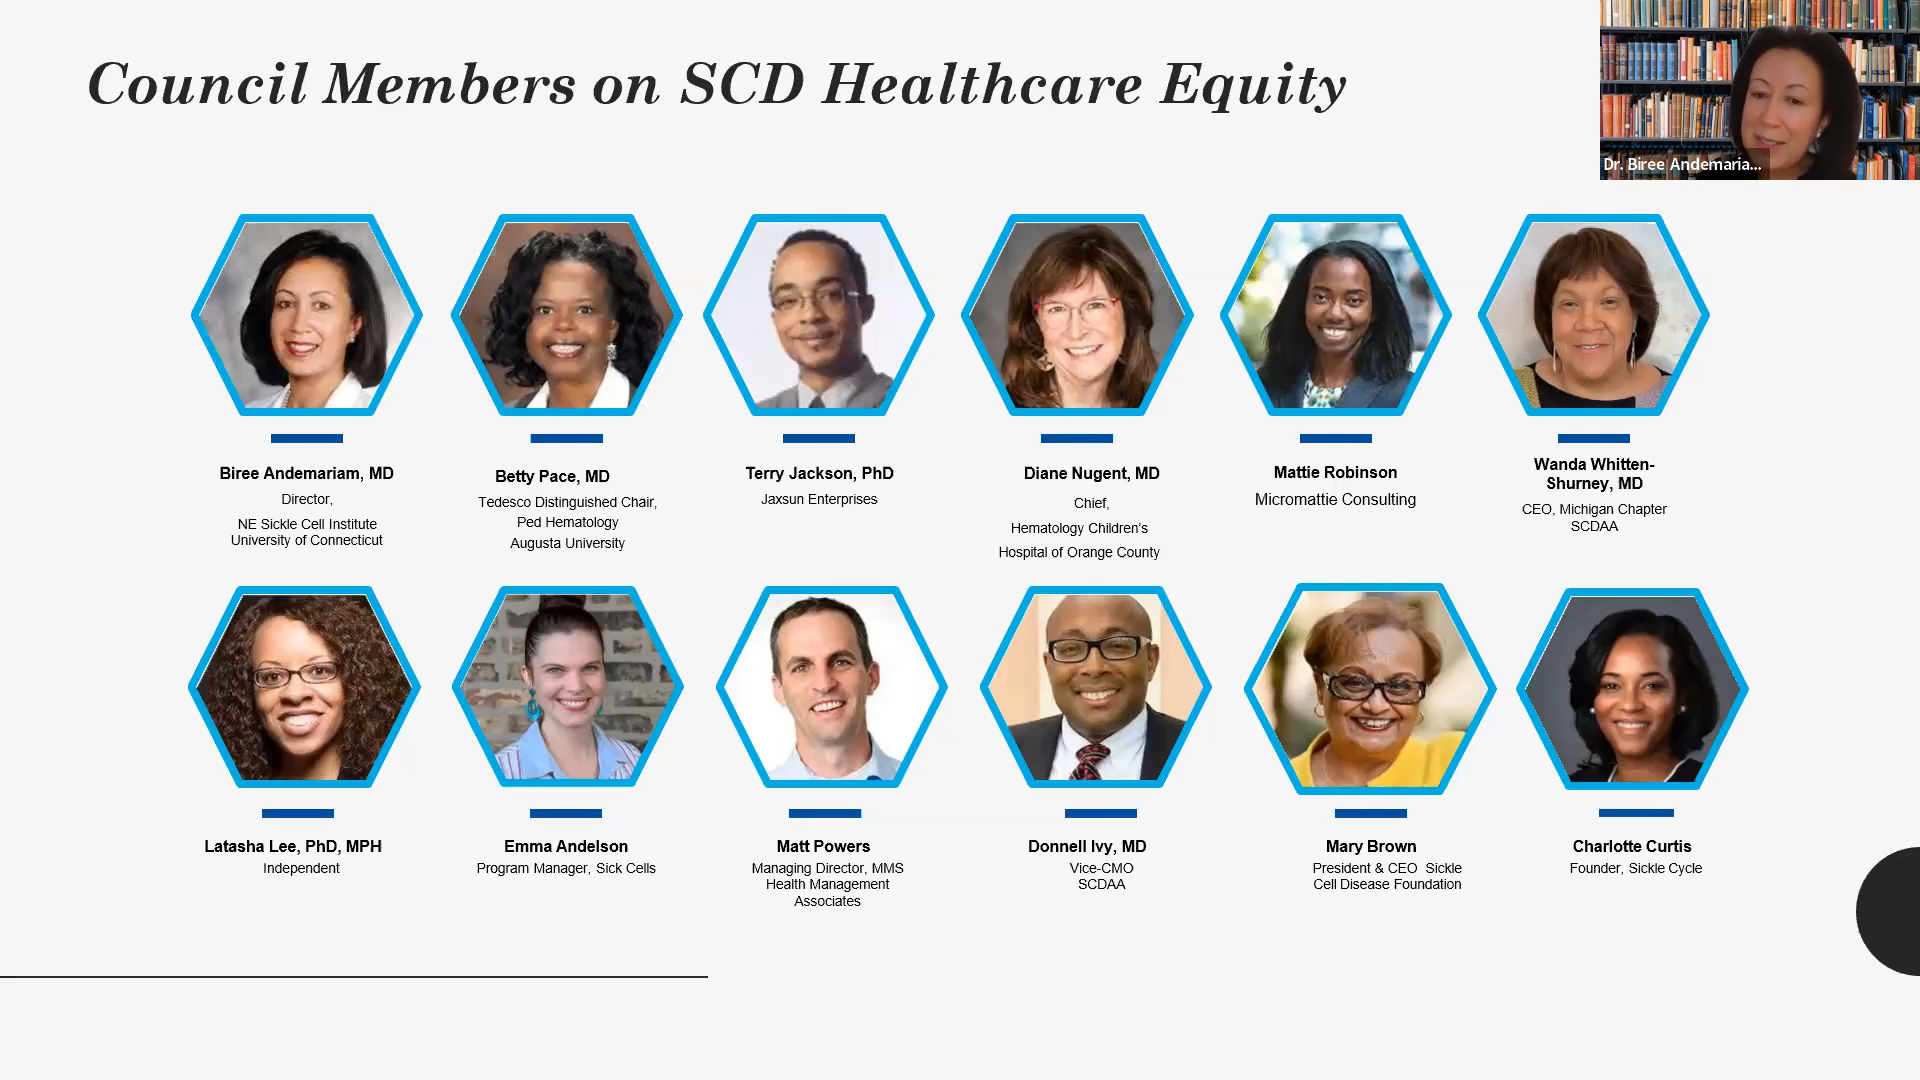 Council Members on SCD Healthcare Equity
Dr. Biree Andemaria...
Biree Andemariam, MD
Director,
NE Sickle Cell Institute
University of Connecticut
Betty Pace, MD
Tedesco Distinguished Chair,
Ped Hematology
Augusta University
Terry Jackson, PhD
Jaxsun Enterprises
Diane Nugent, MD
Chief,
Hematology Children's
Hospital of Orange County
Mattie Robinson
Micromattie Consulting
Wanda Whitten-
Shurney, MD
CEO, Michigan Chapter
SCDAA
Latasha Lee, PhD, MPH
Independent
Emma Andelson
Program Manager, Sick Cells
Matt Powers
Managing Director, MMS
Health Management
Associates
Donnell Ivy, MD
Vice-CMO
SCDAA
Mary Brown
President & CEO Sickle
Cell Disease Foundation
Charlotte Curtis
Founder, Sickle Cycle